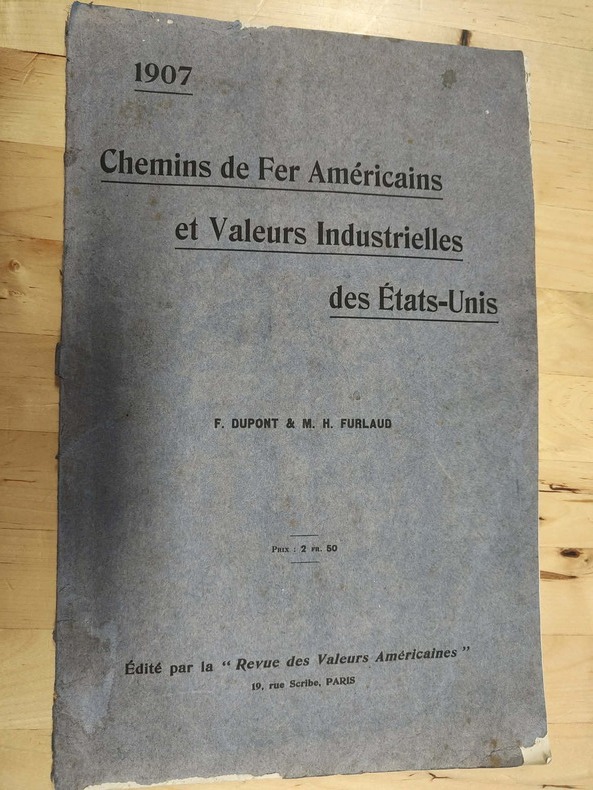 1907
Chemins de Fer Américains
et Valeurs Industrielles
des États-Unis
F. DUPONT & M. H. FURLAUD
PRIX : 2 FR. 50
Édité par la “ Revue des Valeurs Américaines ”
19, rue Scribe, PARIS